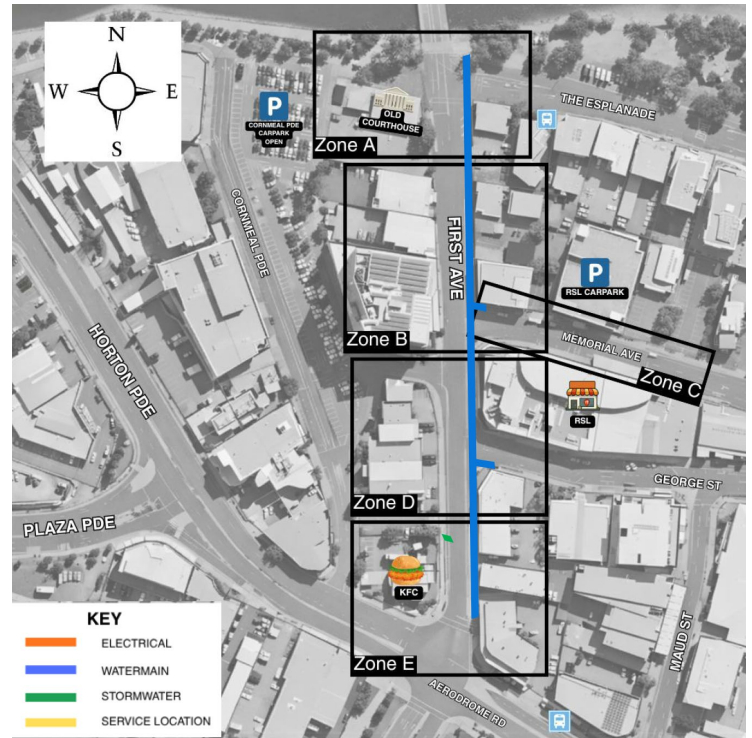 N
W E
S
P
CORNMEAL PDE
CARPARK
OPEN
OLD
COURTHOUSE
Zone A
THE ESPLANADE
CORNMEAL PDE
FIRST AVE
P
RSL CARPARK
HORTON PDE
Zone B
MEMORIAL AVE
Zone C
RSL
GEORGE ST
Zone D
PLAZA PDE
KFC
MAUD ST
Zone E
AERODROME RD
KEY
ELECTRICAL
WATERMAIN
STORMWATER
SERVICE LOCATION